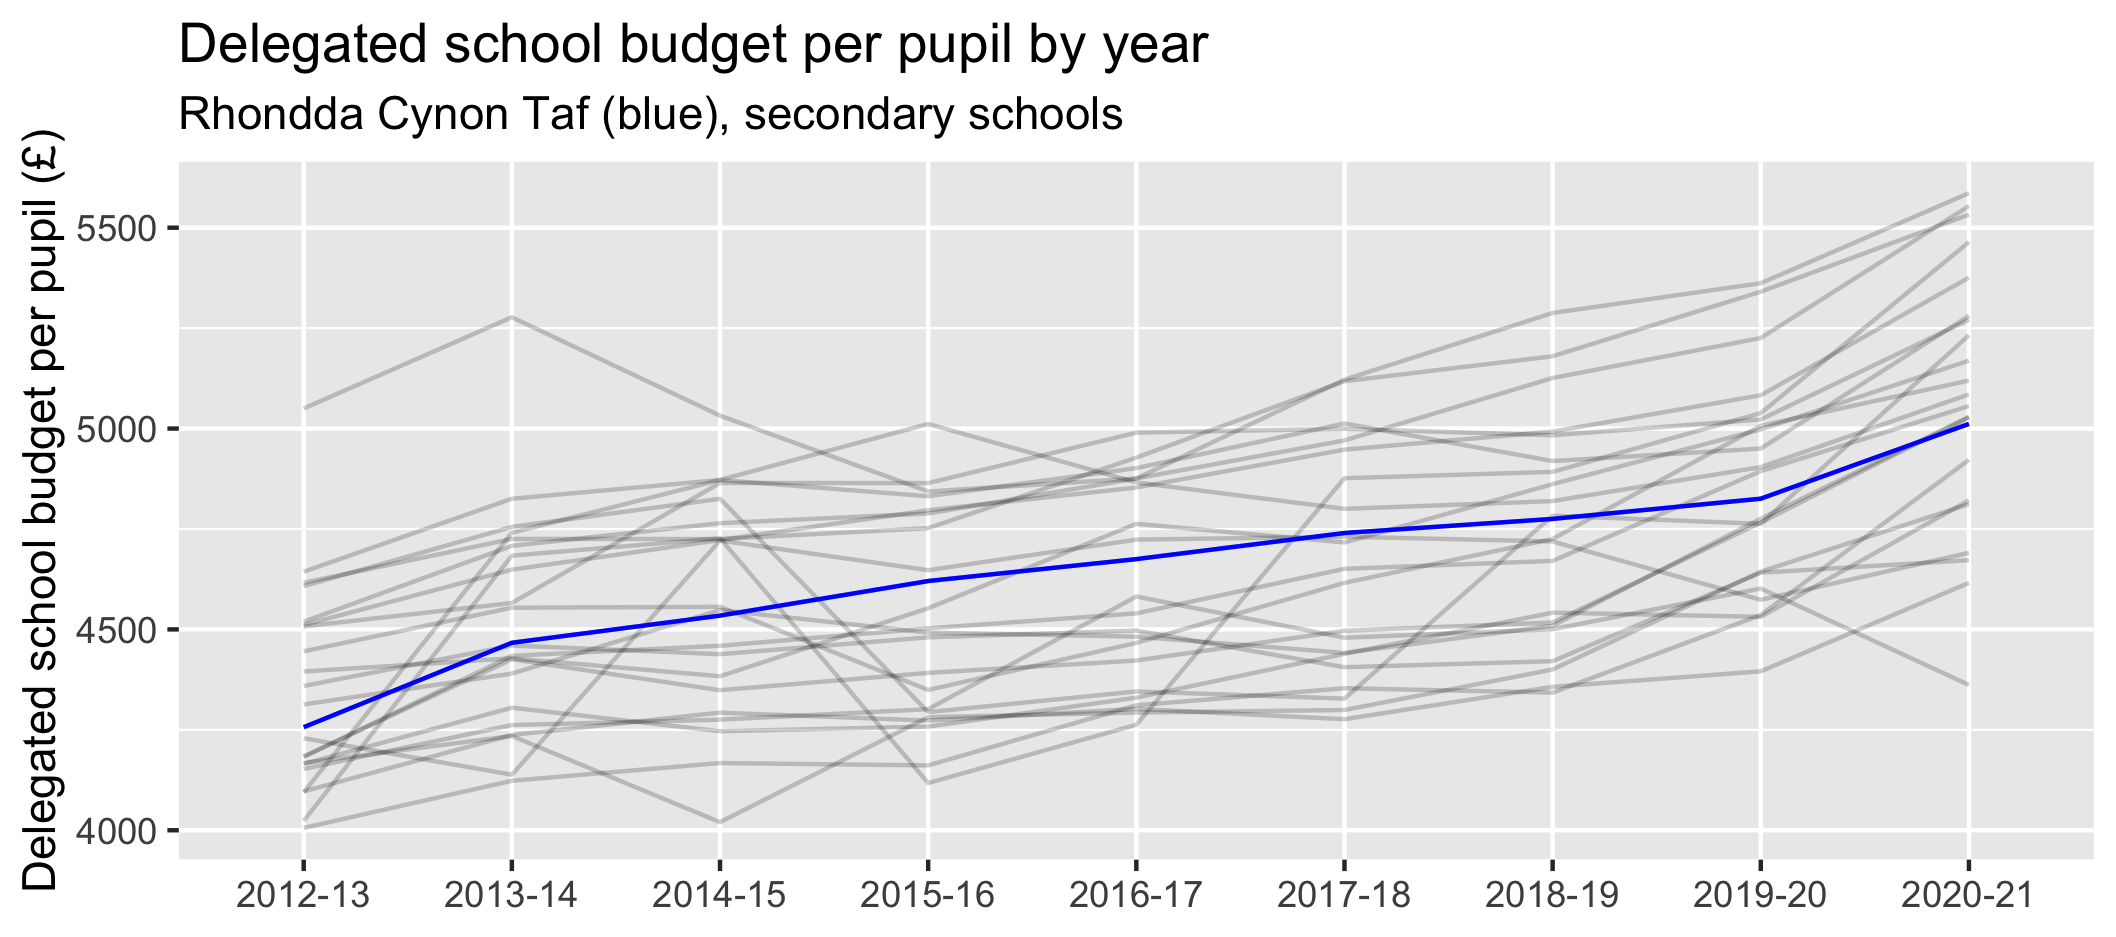 Delegated school budget per pupil by year
Rhondda Cynon Taf (blue), secondary schools
Delegated school budget per pupil (£)
5500
5000
4500
4000
2012-13 2013-14 2014-15 2015-16 2016-17 2017-18 2018-19 2019-20 2020-21